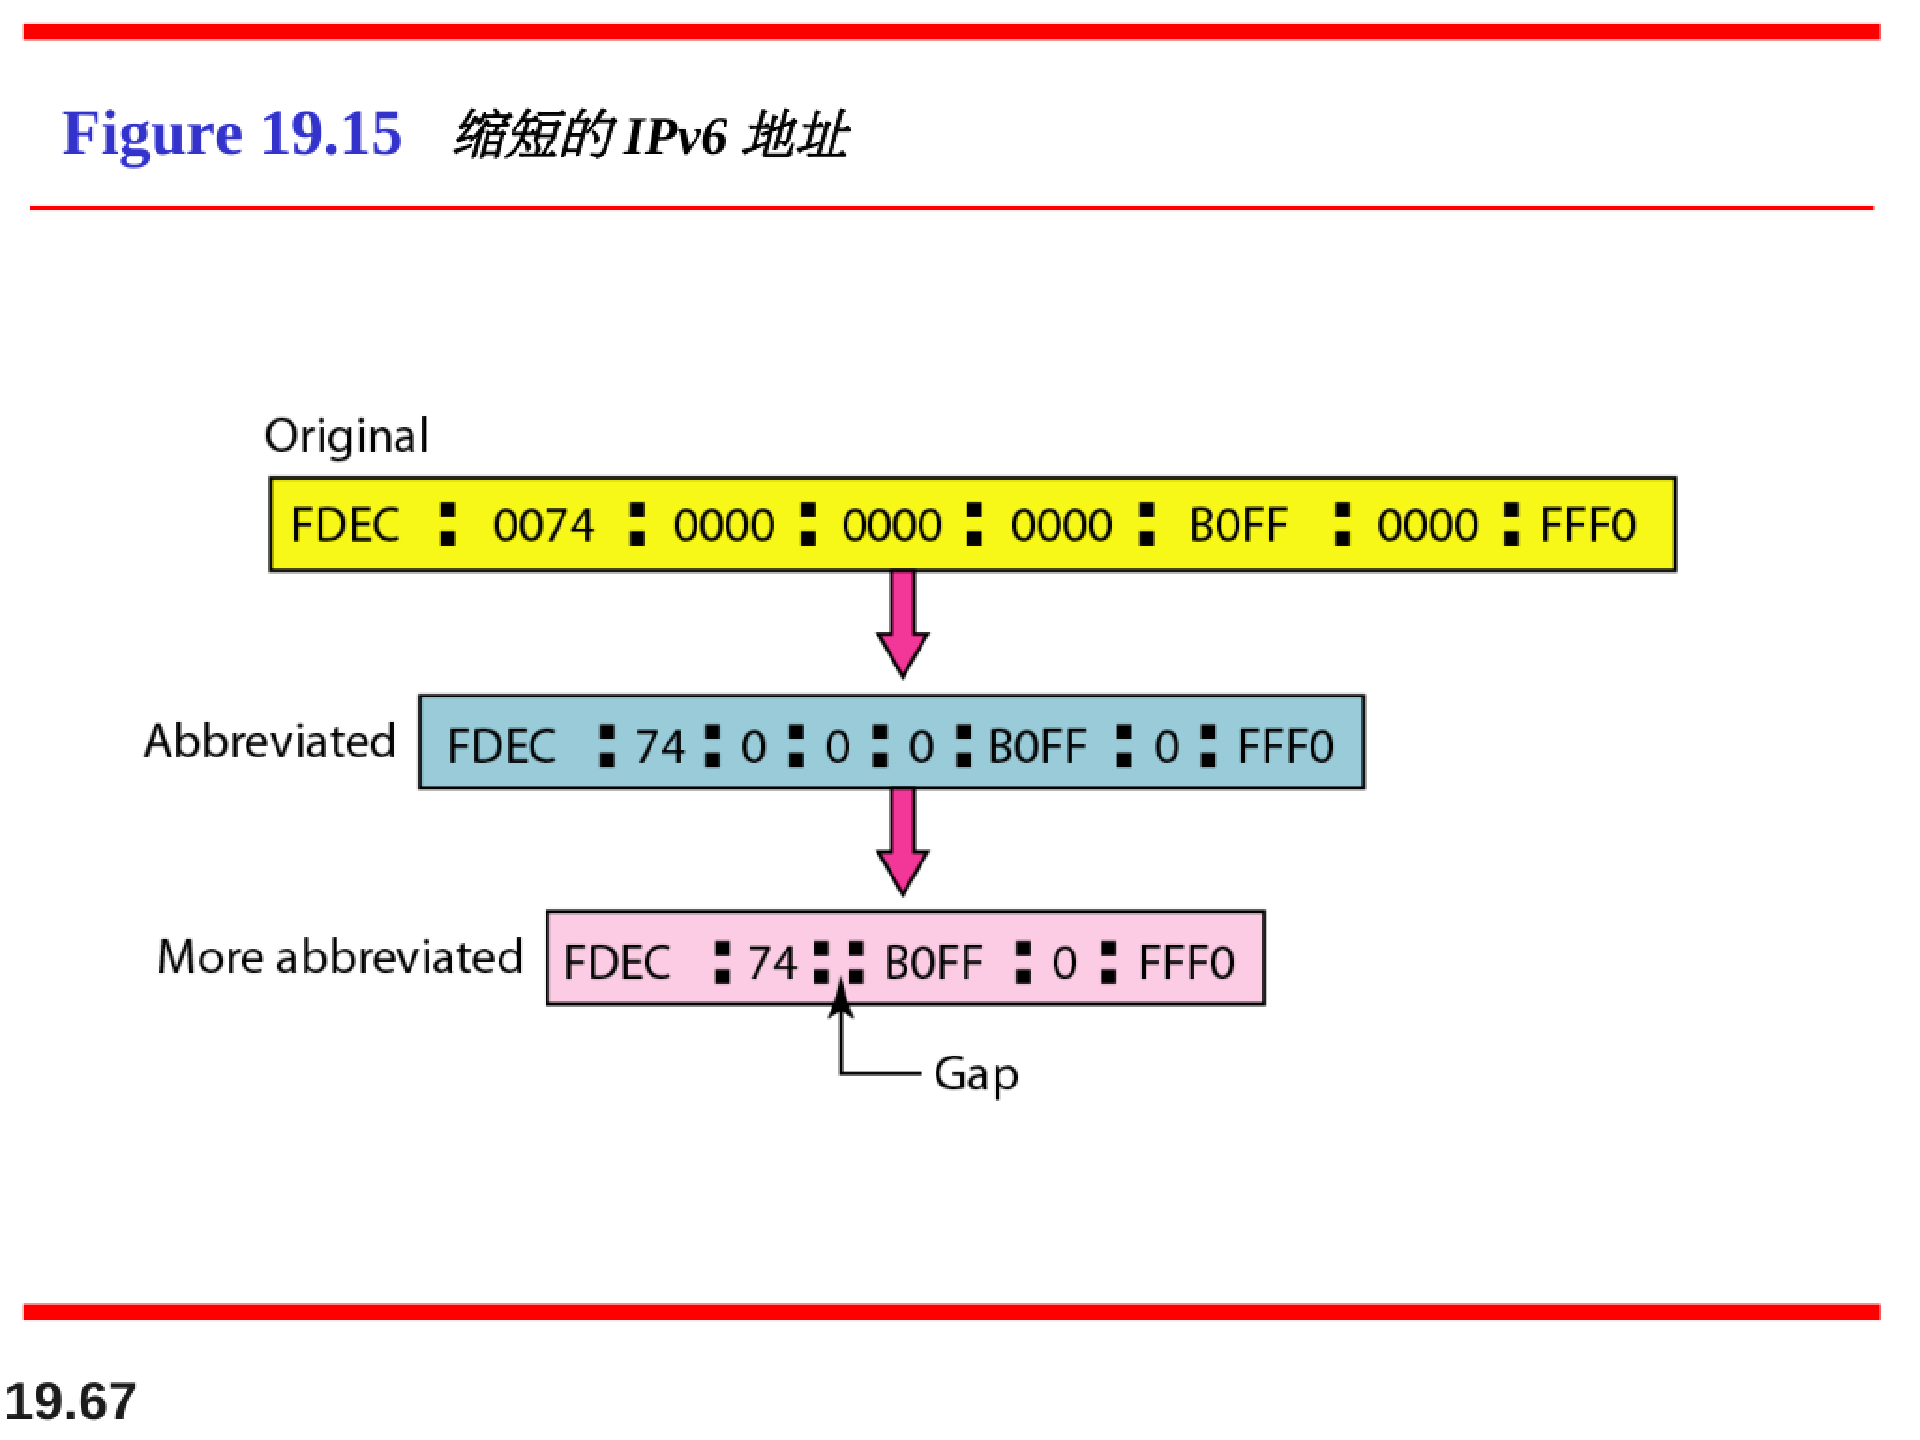 Figure 19.15 缩短的 IPv6 地址
Original
FDEC : 0074 : 0000 : 0000 : 0000 : B0FF : 0000 : FFF0
Abbreviated FDEC : 74 : 0 : 0 : 0 : B0FF : 0 : FFF0
More abbreviated FDEC : 74 : : B0FF : 0 : FFF0
Gap
19.67